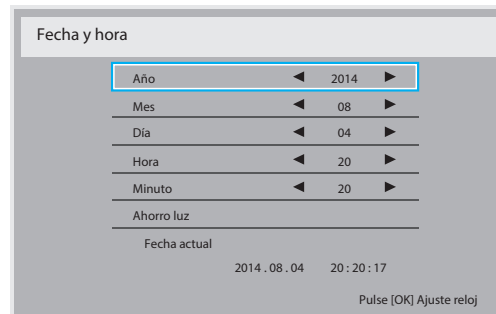 Fecha y hora
Año ◀ 2014 ▶
Mes ◀ 08 ▶
Día ◀ 04 ▶
Hora ◀ 20 ▶
Minuto ◀ 20 ▶
Ahorro luz
Fecha actual
2014 . 08 . 04 20 : 20 : 17
Pulse [OK] Ajuste reloj